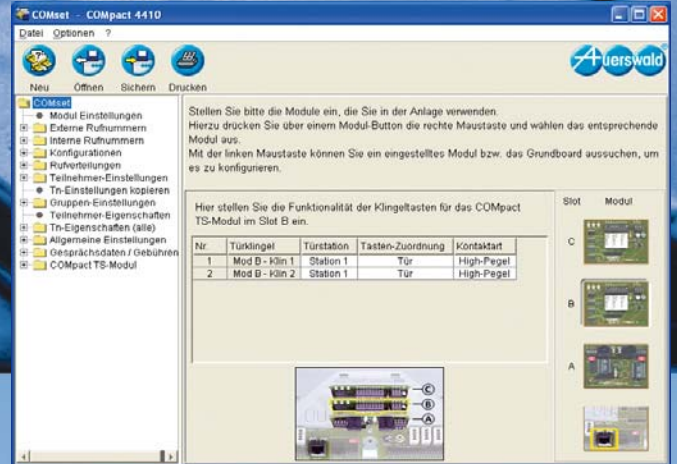 COMset - COMpact 4410
Datei Optionen ?
Neu Öffnen Sichern Drucken
Auerswald
COMset
Modul Einstellungen
Externe Rufnummern
Interne Rufnummern
Konfigurationen
Rufverteilungen
Teilnehmer-Einstellungen
Tn-Einstellungen kopieren
Gruppen-Einstellungen
Teilnehmer-Eigenschaften
Tn-Eigenschaften (alle)
Allgemeine Einstellungen
Gesprächsdaten / Gebühren
COMpact TS-Modul
Stellen Sie bitte die Module ein, die Sie in der Anlage verwenden.
Hierzu drücken Sie über einem Modul-Button die rechte Maustaste und wählen das entsprechende
Modul aus.
Mit der linken Maustaste können Sie ein eingestelltes Modul bzw. das Grundboard aussuchen, um
es zu konfigurieren.
Hier stellen Sie die Funktionalität der Klingeltasten für das COMpact
TS-Modul im Slot B ein.
Nr. Türklingel Türstation Tasten-Zuordnung Kontaktart
1 Mod B - Klin 1 Station 1 Tür High-Pegel
2 Mod B - Klin 2 Station 1 Tür High-Pegel
Slot Modul
C
B
A
C
B
A